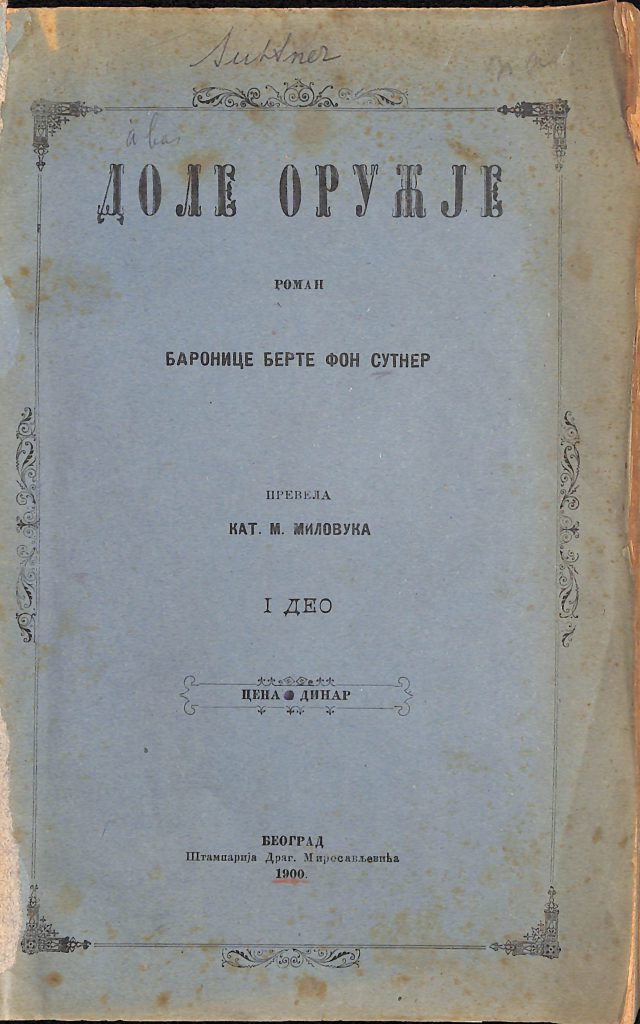 Suttner
ДОЛЕ ОРУЖЈЕ
РОМАН
БАРОНИЦЕ БЕРТЕ ФОН СУТНЕР
ПРЕВЕЛА
КАТ. М. МИЛОВУКА
I ДЕО
ЦЕНА ДИНАР
БЕОГРАД
Штампарија Драг. Миросављевића
1900.